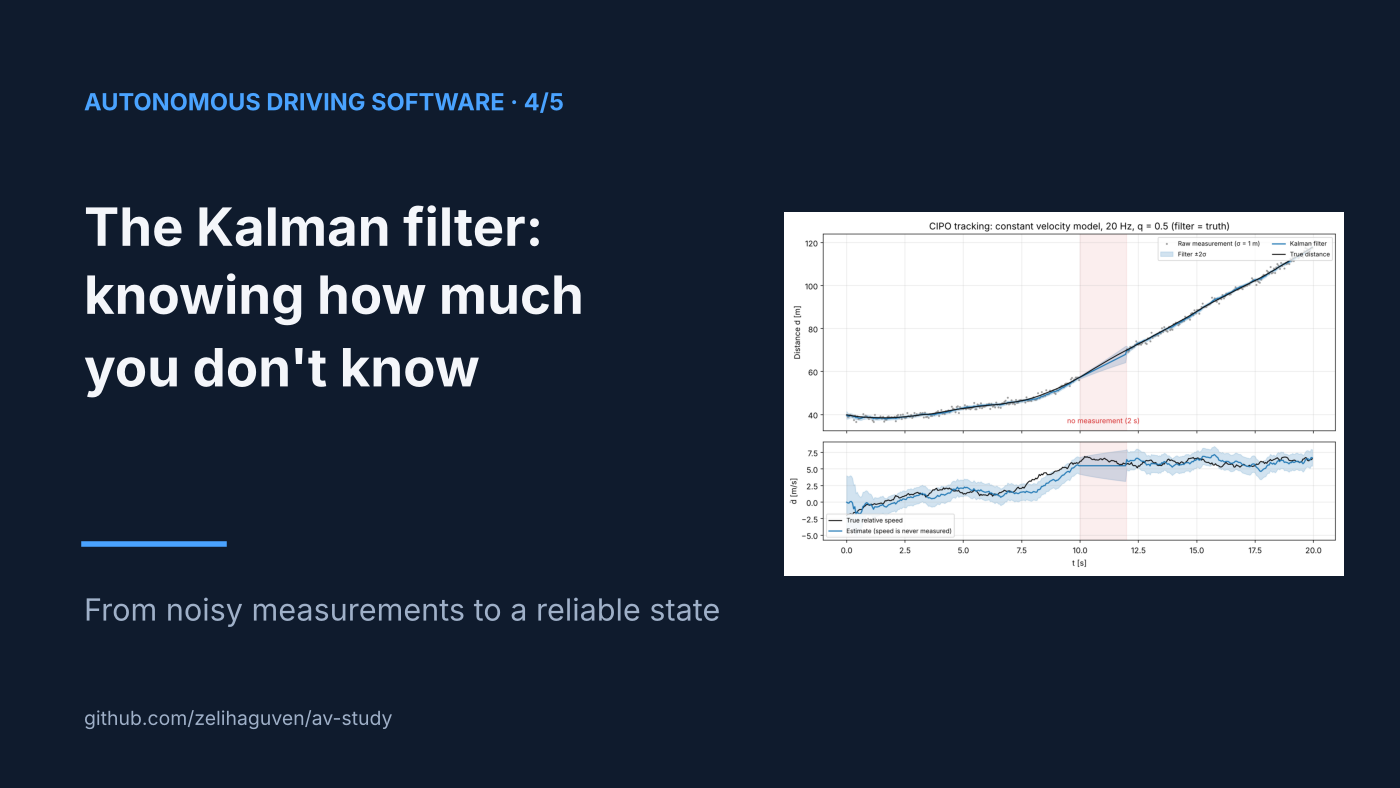 AUTONOMOUS DRIVING SOFTWARE · 4/5
The Kalman filter:
knowing how much
you don't know
From noisy measurements to a reliable state
github.com/zelihaguven/av-study
CIPO tracking: constant velocity model, 20 Hz, q = 0.5 (filter = truth)
Raw measurement (σ = 1 m)
Filter ±2σ
Kalman filter
True distance
Distance d [m]
120
100
80
60
40
no measurement (2 s)
ḋ [m/s]
7.5
5.0
2.5
0.0
−2.5
−5.0
True relative speed
Estimate (speed is never measured)
0.0 2.5 5.0 7.5 10.0 12.5 15.0 17.5 20.0
t [s]